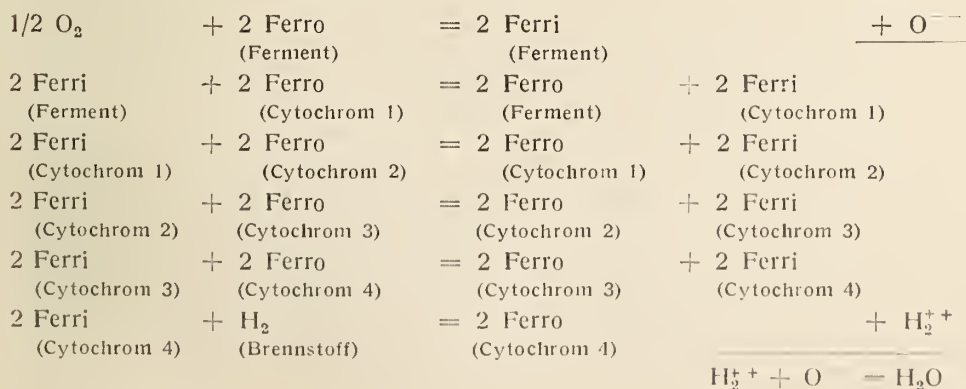 1/2 O₂ + 2 Ferro = 2 Ferri + O⁻⁻
(Ferment) (Ferment)
2 Ferri + 2 Ferro = 2 Ferro + 2 Ferri
(Ferment) (Cytochrom 1) (Ferment) (Cytochrom 1)
2 Ferri + 2 Ferro = 2 Ferro + 2 Ferri
(Cytochrom 1) (Cytochrom 2) (Cytochrom 1) (Cytochrom 2)
2 Ferri + 2 Ferro = 2 Ferro + 2 Ferri
(Cytochrom 2) (Cytochrom 3) (Cytochrom 2) (Cytochrom 3)
2 Ferri + 2 Ferro = 2 Ferro + 2 Ferri
(Cytochrom 3) (Cytochrom 4) (Cytochrom 3) (Cytochrom 4)
2 Ferri + H₂ = 2 Ferro + H₂⁺⁺
(Cytochrom 4) (Brennstoff) (Cytochrom 4)
H₂⁺⁺ + O = H₂O